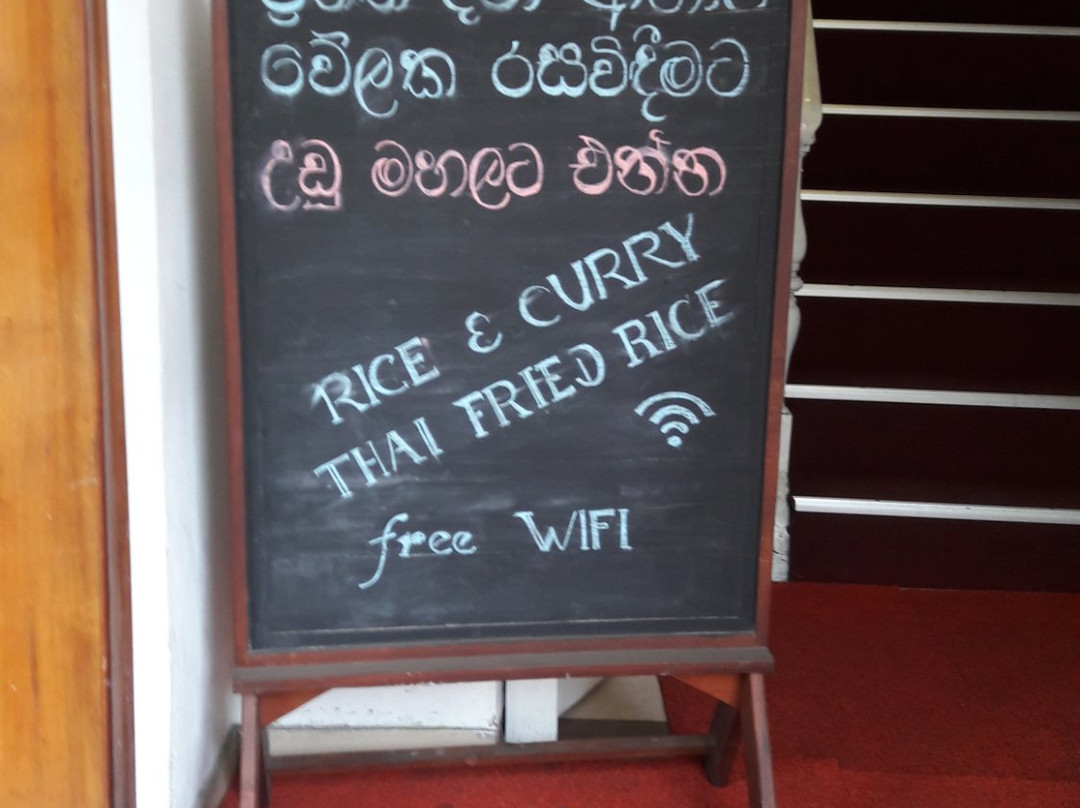 වේලක රසවිඳීමට
උඩු මහලට එන්න
RICE & CURRY
THAI FRIED RICE
free WIFI